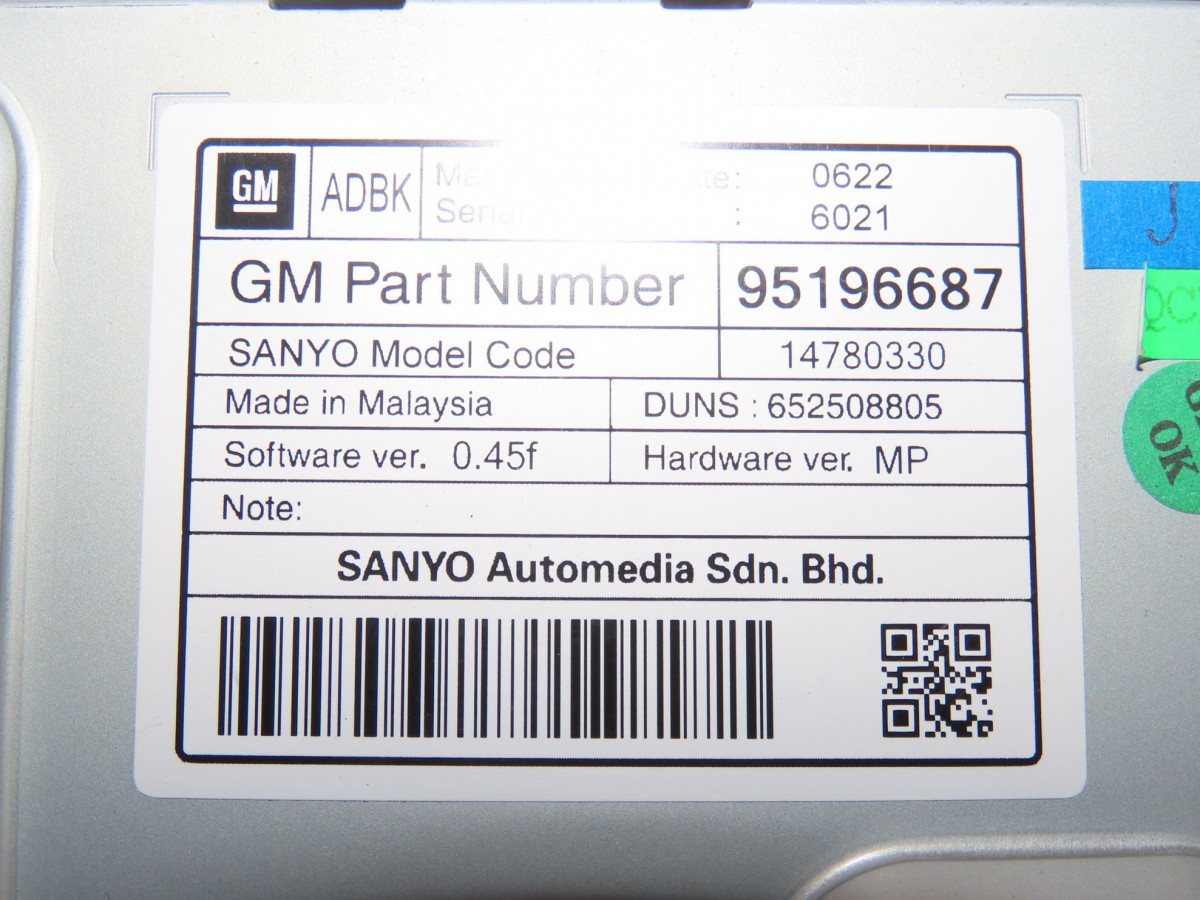 GM ADBK 0622
: 6021
GM Part Number 95196687
SANYO Model Code 14780330
Made in Malaysia DUNS : 652508805
Software ver. 0.45f Hardware ver. MP
Note:
SANYO Automedia Sdn. Bhd.
J
OK